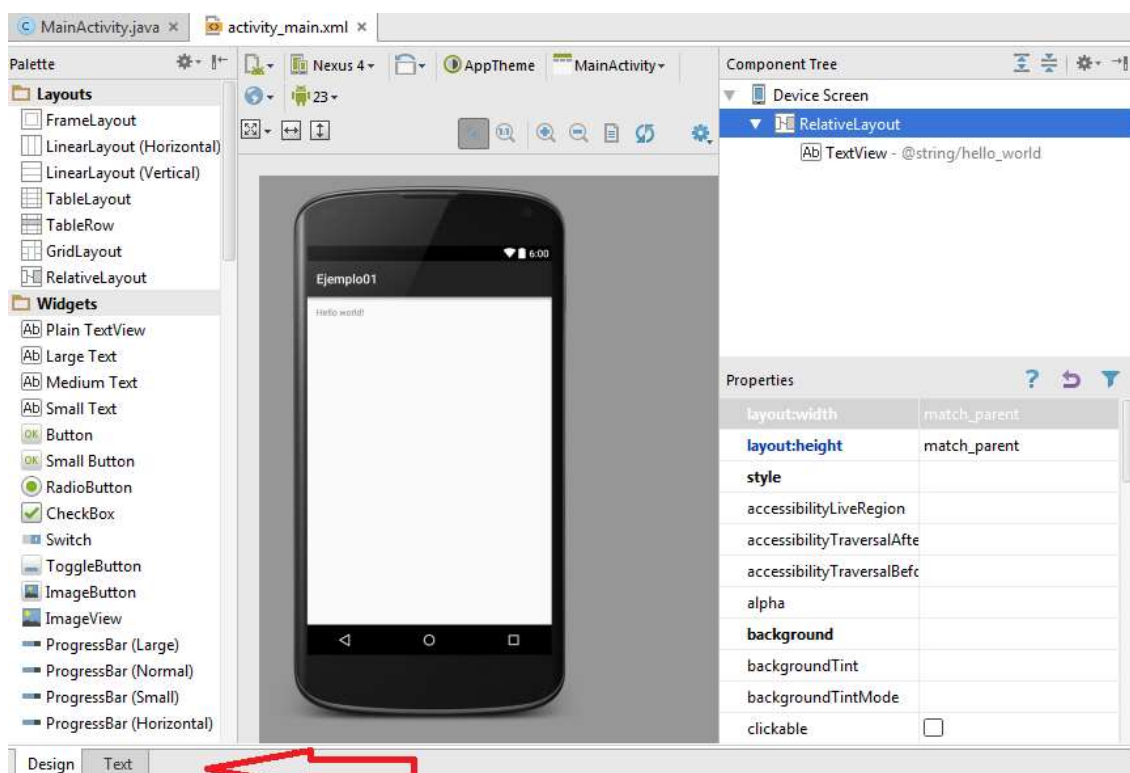 MainActivity.java
activity_main.xml
Palette
Layouts
FrameLayout
LinearLayout (Horizontal)
LinearLayout (Vertical)
TableLayout
TableRow
GridLayout
RelativeLayout
Widgets
Plain TextView
Large Text
Medium Text
Small Text
Button
Small Button
RadioButton
CheckBox
Switch
ToggleButton
ImageButton
ImageView
ProgressBar (Large)
ProgressBar (Normal)
ProgressBar (Small)
ProgressBar (Horizontal)
Nexus 4
AppTheme
MainActivity
23
6:00
Ejemplo01
Hello world!
Component Tree
Device Screen
RelativeLayout
Ab TextView - @string/hello_world
Properties
layout:width match_parent
layout:height match_parent
style
accessibilityLiveRegion
accessibilityTraversalAfte
accessibilityTraversalBefo
alpha
background
backgroundTint
backgroundTintMode
clickable
Design Text